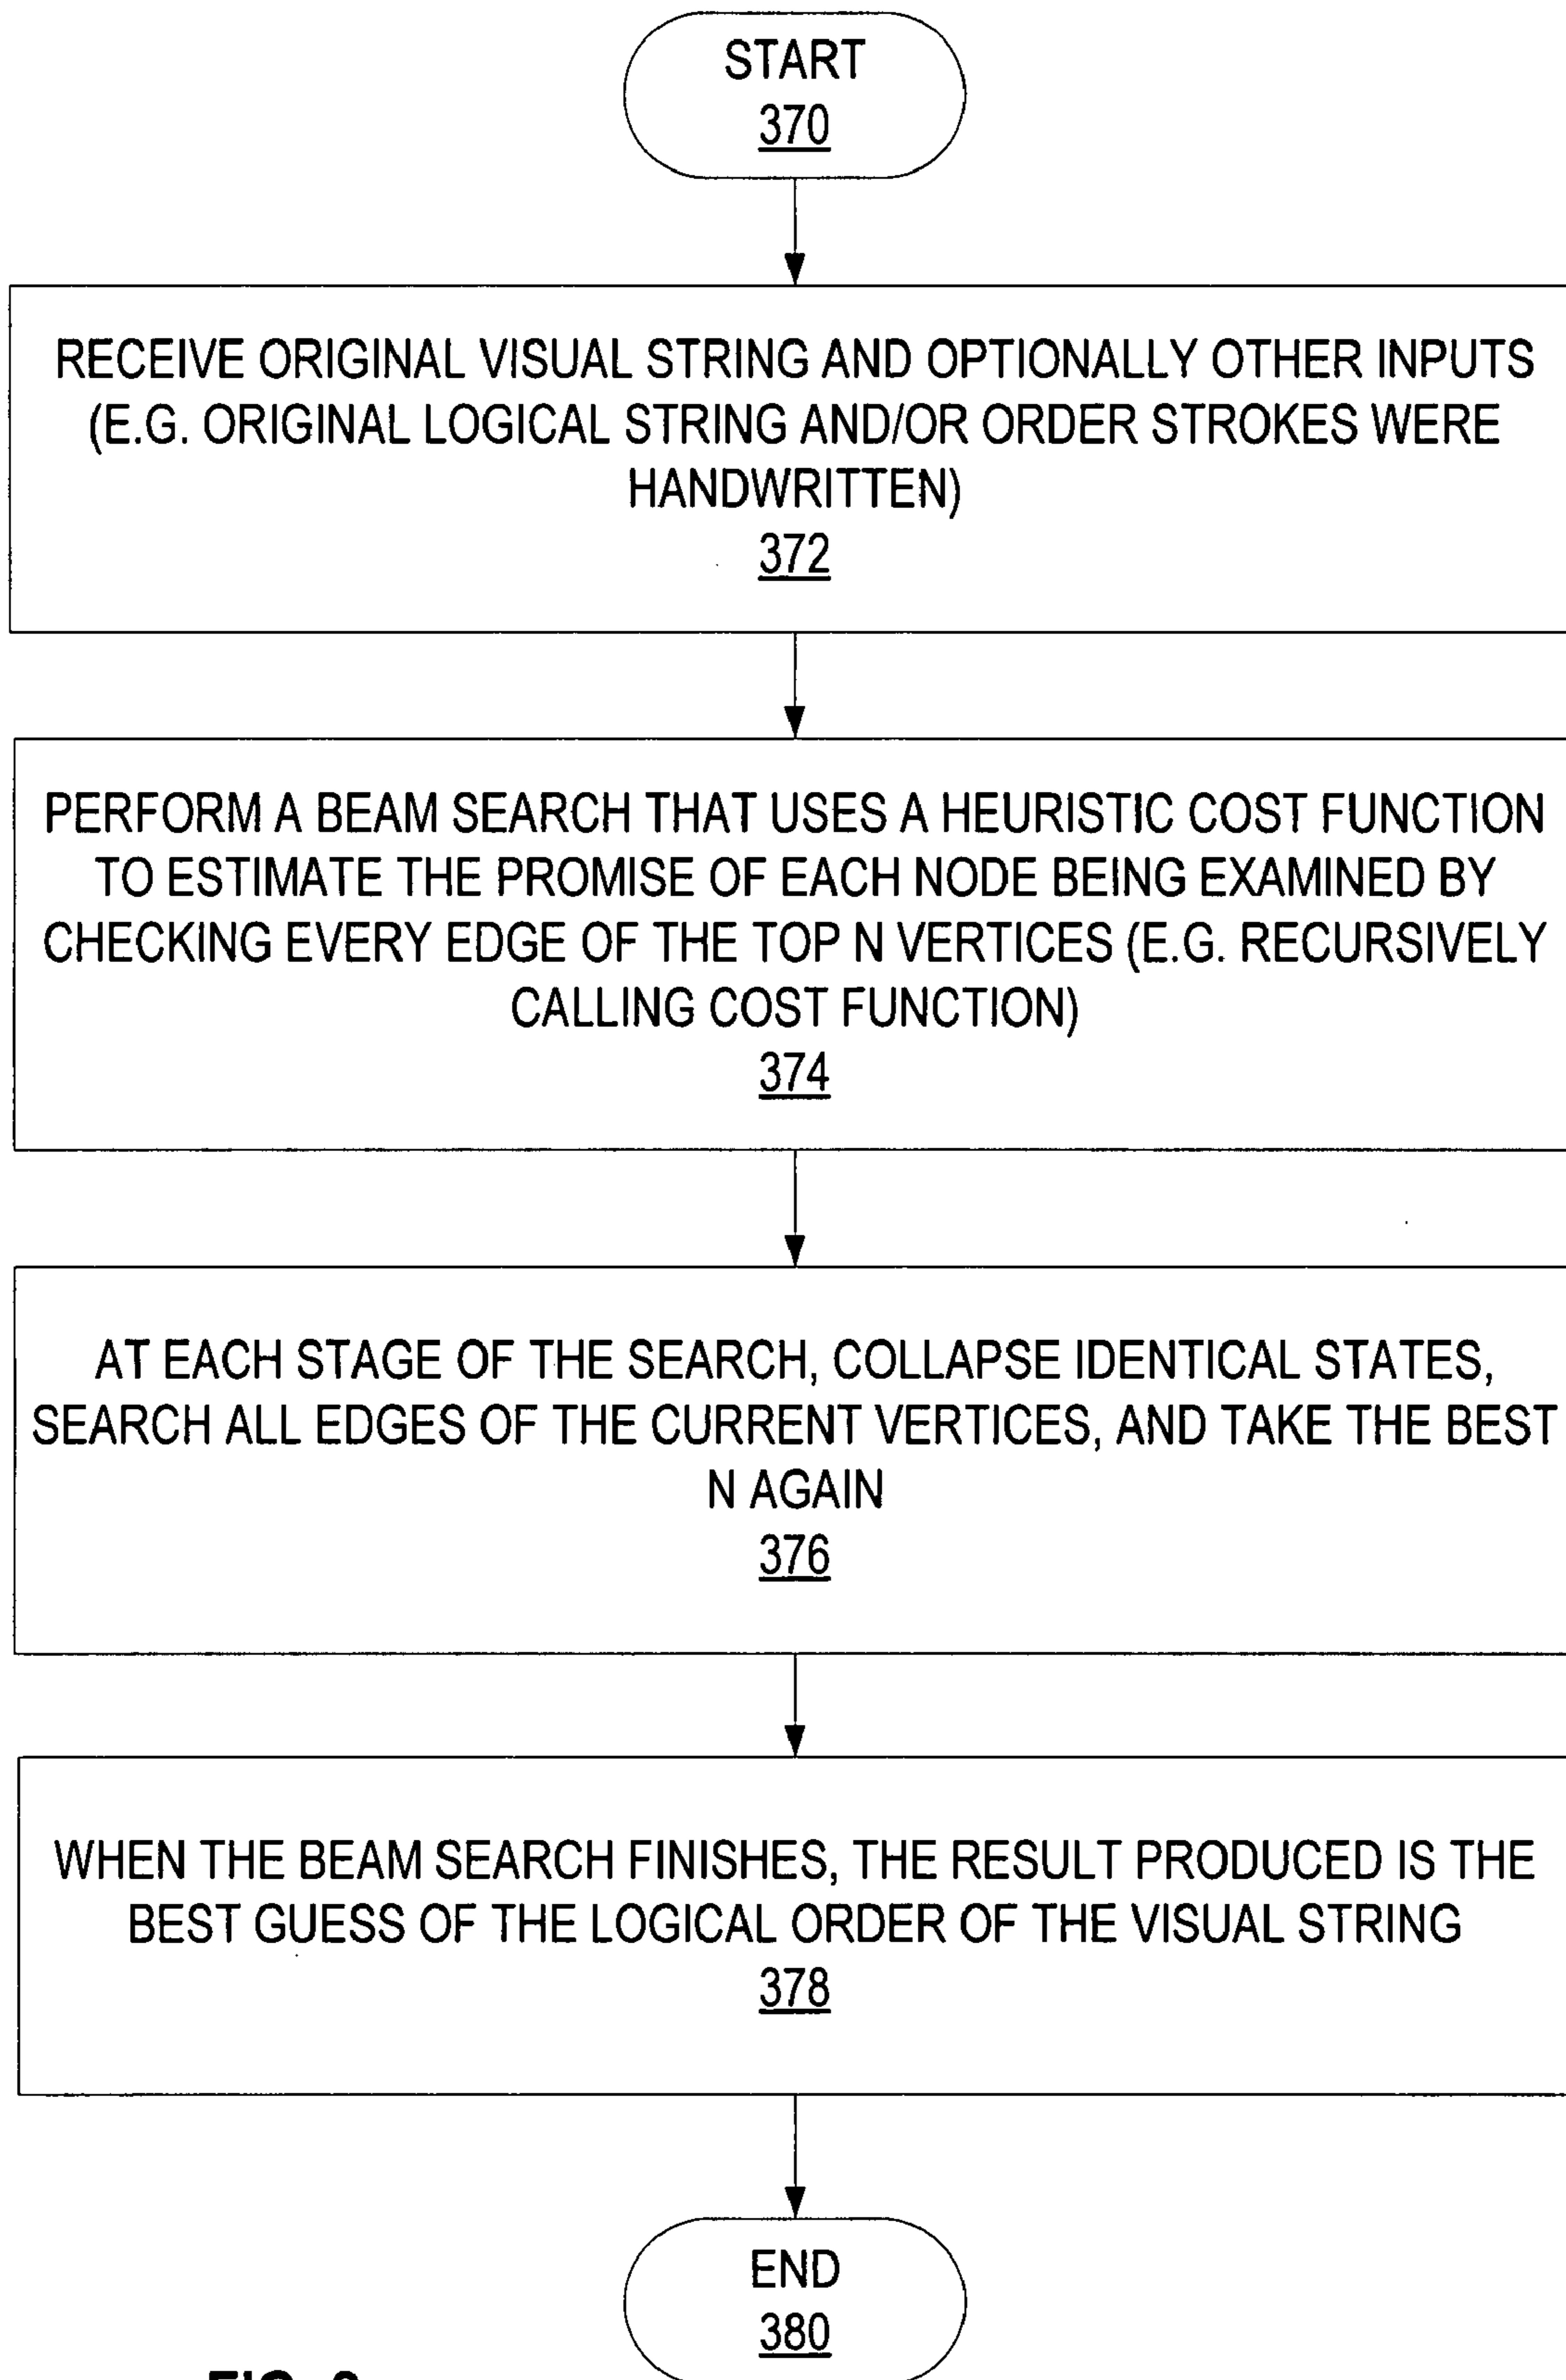 START
370
RECEIVE ORIGINAL VISUAL STRING AND OPTIONALLY OTHER INPUTS
(E.G. ORIGINAL LOGICAL STRING AND/OR ORDER STROKES WERE
HANDWRITTEN)
372
PERFORM A BEAM SEARCH THAT USES A HEURISTIC COST FUNCTION
TO ESTIMATE THE PROMISE OF EACH NODE BEING EXAMINED BY
CHECKING EVERY EDGE OF THE TOP N VERTICES (E.G. RECURSIVELY
CALLING COST FUNCTION)
374
AT EACH STAGE OF THE SEARCH, COLLAPSE IDENTICAL STATES,
SEARCH ALL EDGES OF THE CURRENT VERTICES, AND TAKE THE BEST
N AGAIN
376
WHEN THE BEAM SEARCH FINISHES, THE RESULT PRODUCED IS THE
BEST GUESS OF THE LOGICAL ORDER OF THE VISUAL STRING
378
END
380
FIG.